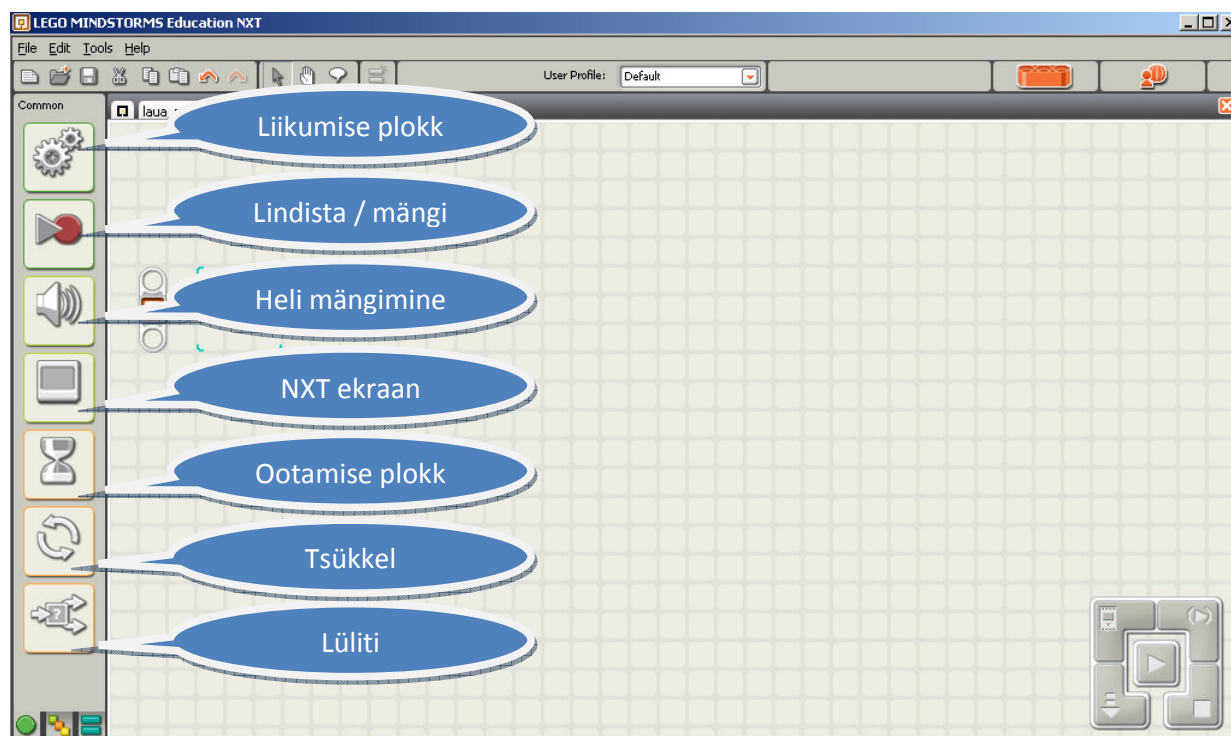 LEGO MINDSTORMS Education NXT
File Edit Tools Help
User Profile: Default
Common
laua
Liikumise plokk
Lindista / mängi
Heli mängimine
NXT ekraan
Ootamise plokk
Tsükkel
Lüliti